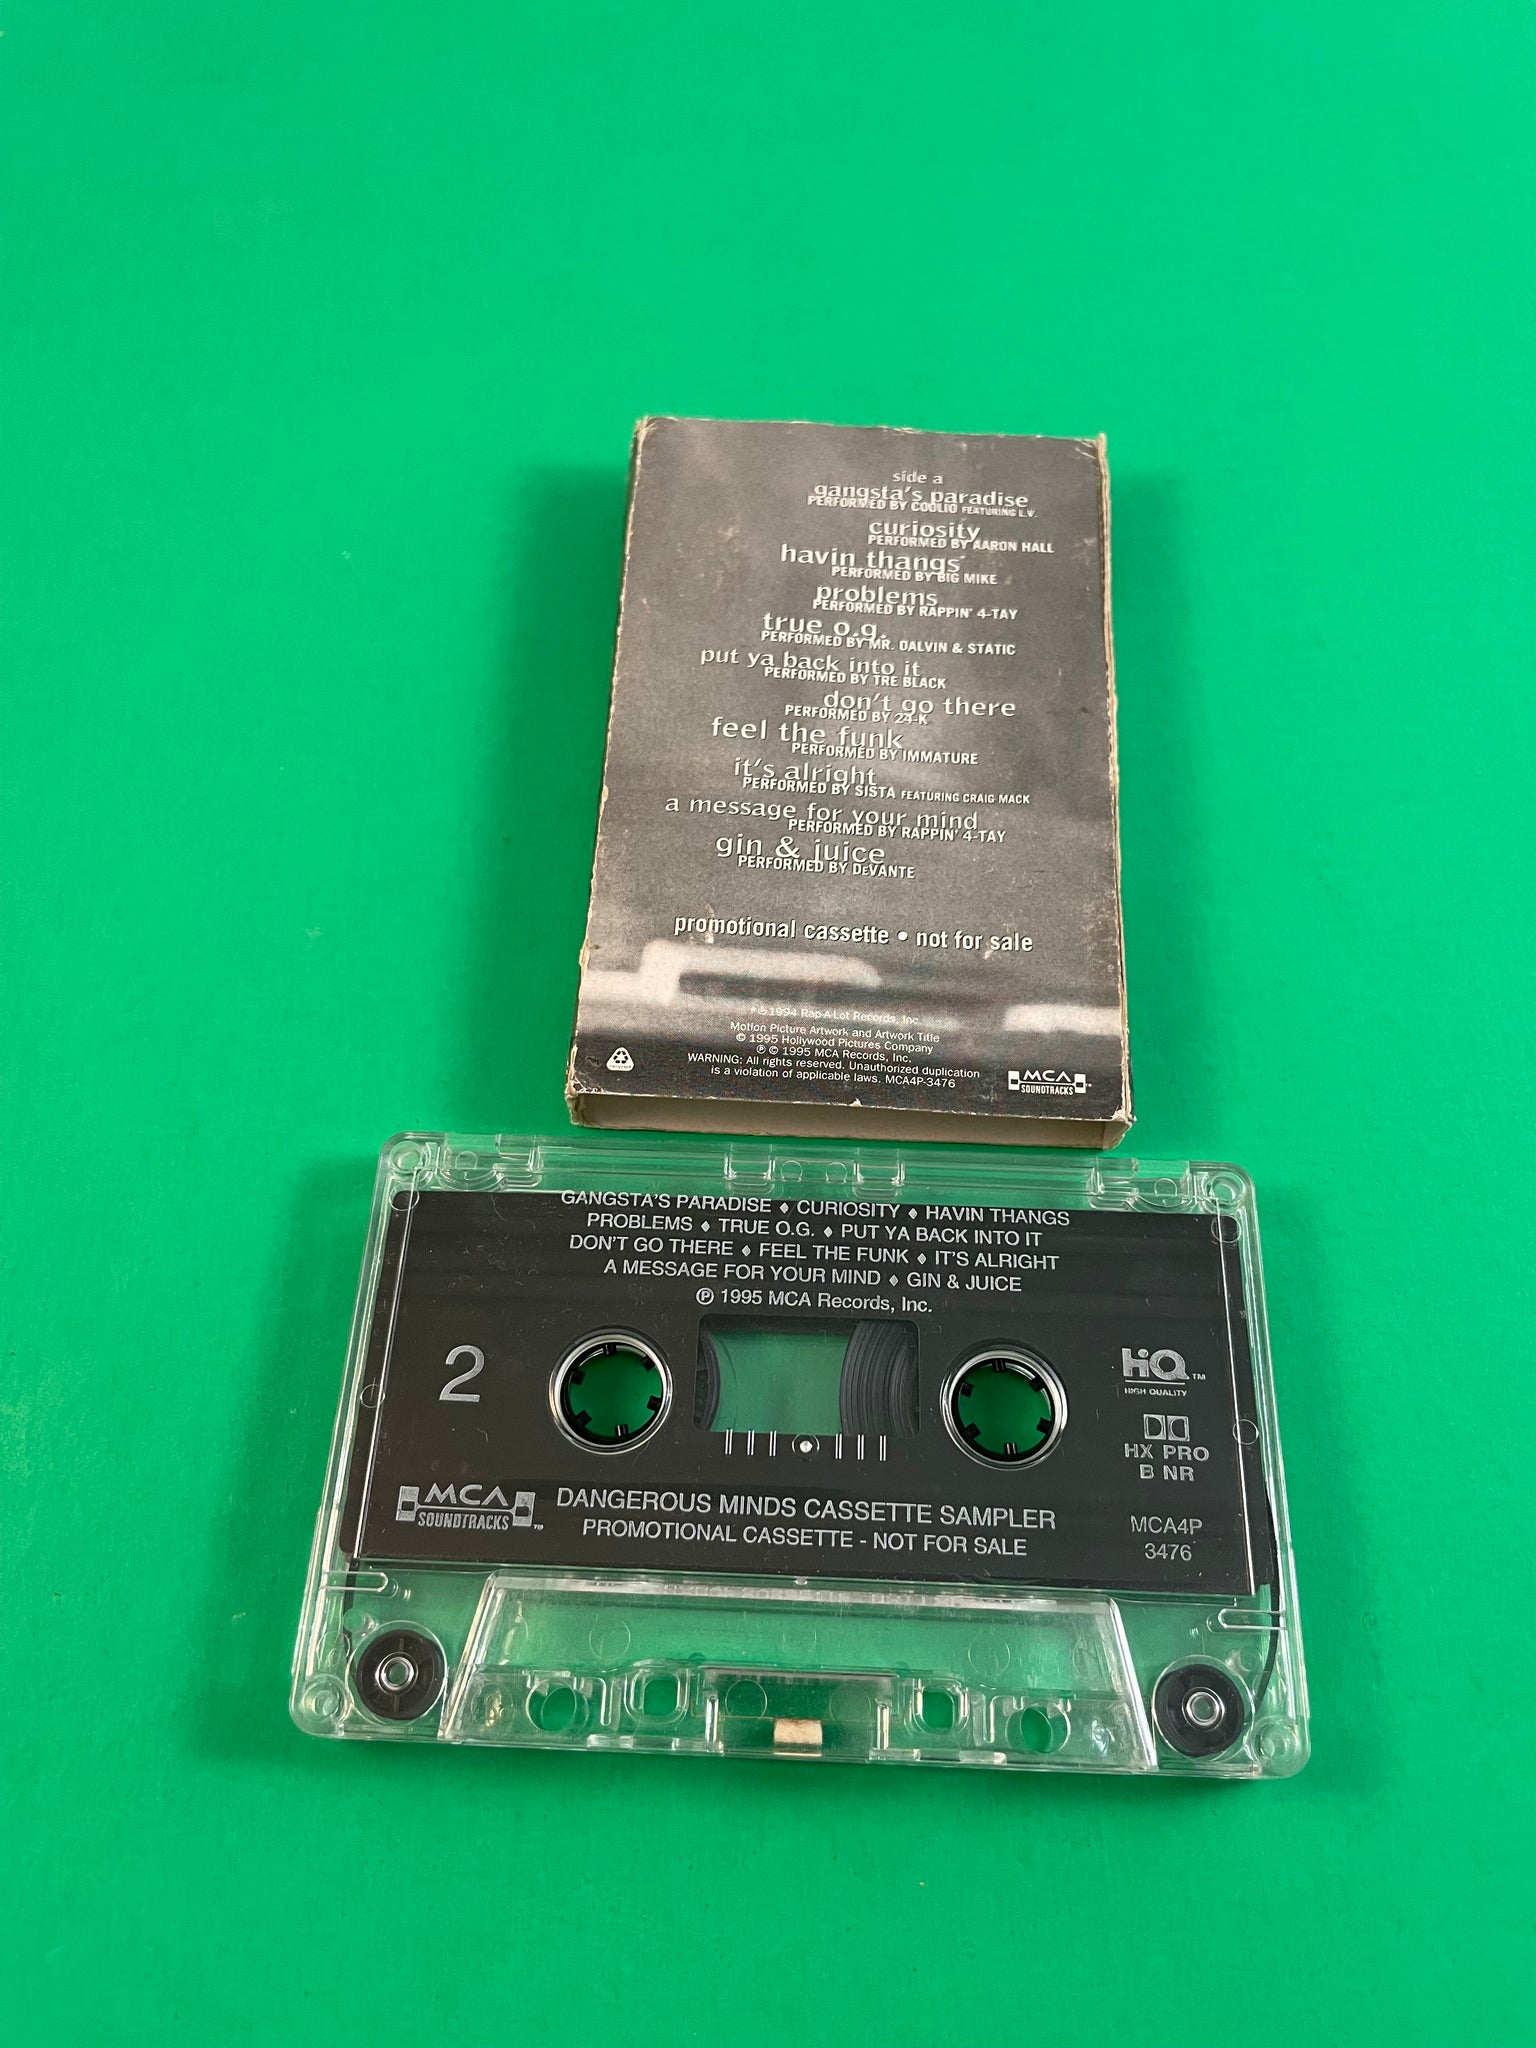 side a
gangsta's paradise
PERFORMED BY COOLIO FEATURING L.V.
curiosity
PERFORMED BY AARON HALL
havin thangs
PERFORMED BY BIG MIKE
problems
PERFORMED BY RAPPIN' 4-TAY
true o.g.
PERFORMED BY MR. DALVIN & STATIC
put ya back into it
PERFORMED BY TRE BLACK
don't go there
PERFORMED BY 24-K
feel the funk
PERFORMED BY IMMATURE
it's alright
PERFORMED BY SISTA FEATURING CRAIG MACK
a message for your mind
PERFORMED BY RAPPIN' 4-TAY
gin & juice
PERFORMED BY DeVANTE
promotional cassette • not for sale
1994 Rap-A-Lot Records, Inc.
Motion Picture Artwork and Artwork Title
© 1995 Hollywood Pictures Company
℗ © 1995 MCA Records, Inc.
WARNING: All rights reserved. Unauthorized duplication
is a violation of applicable laws. MCA4P-3476
recycled
MCA
SOUNDTRACKS
GANGSTA'S PARADISE ♦ CURIOSITY ♦ HAVIN THANGS
PROBLEMS ♦ TRUE O.G. ♦ PUT YA BACK INTO IT
DON'T GO THERE ♦ FEEL THE FUNK ♦ IT'S ALRIGHT
A MESSAGE FOR YOUR MIND ♦ GIN & JUICE
℗ 1995 MCA Records, Inc.
2
HiQ™
HIGH QUALITY
HX PRO
B NR
MCA
SOUNDTRACKS™
DANGEROUS MINDS CASSETTE SAMPLER
PROMOTIONAL CASSETTE - NOT FOR SALE
MCA4P
3476